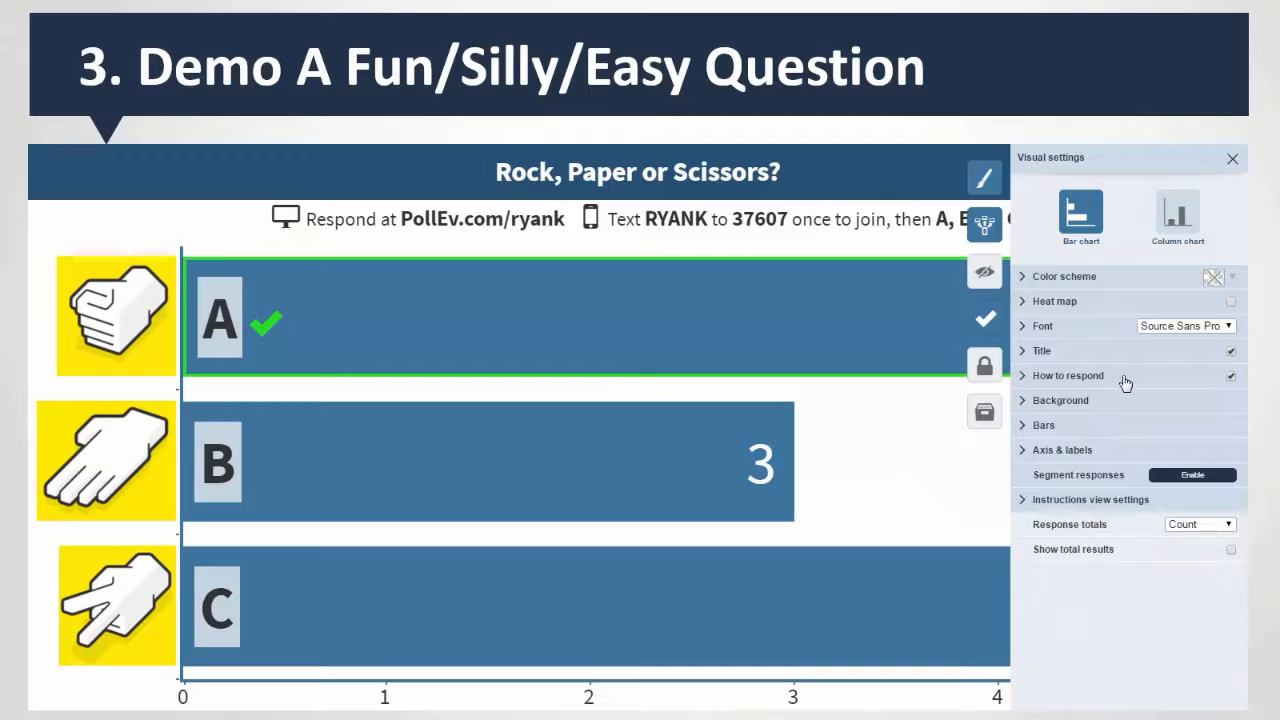 3. Demo A Fun/Silly/Easy Question
Rock, Paper or Scissors?
Respond at PollEv.com/ryank Text RYANK to 37607 once to join, then A,
A
B
3
C
0 1 2 3 4
Visual settings
Bar chart Column chart
Color scheme
Heat map
Font Source Sans Pro
Title
How to respond
Background
Bars
Axis & labels
Segment responses Enable
Instructions view settings
Response totals Count
Show total results